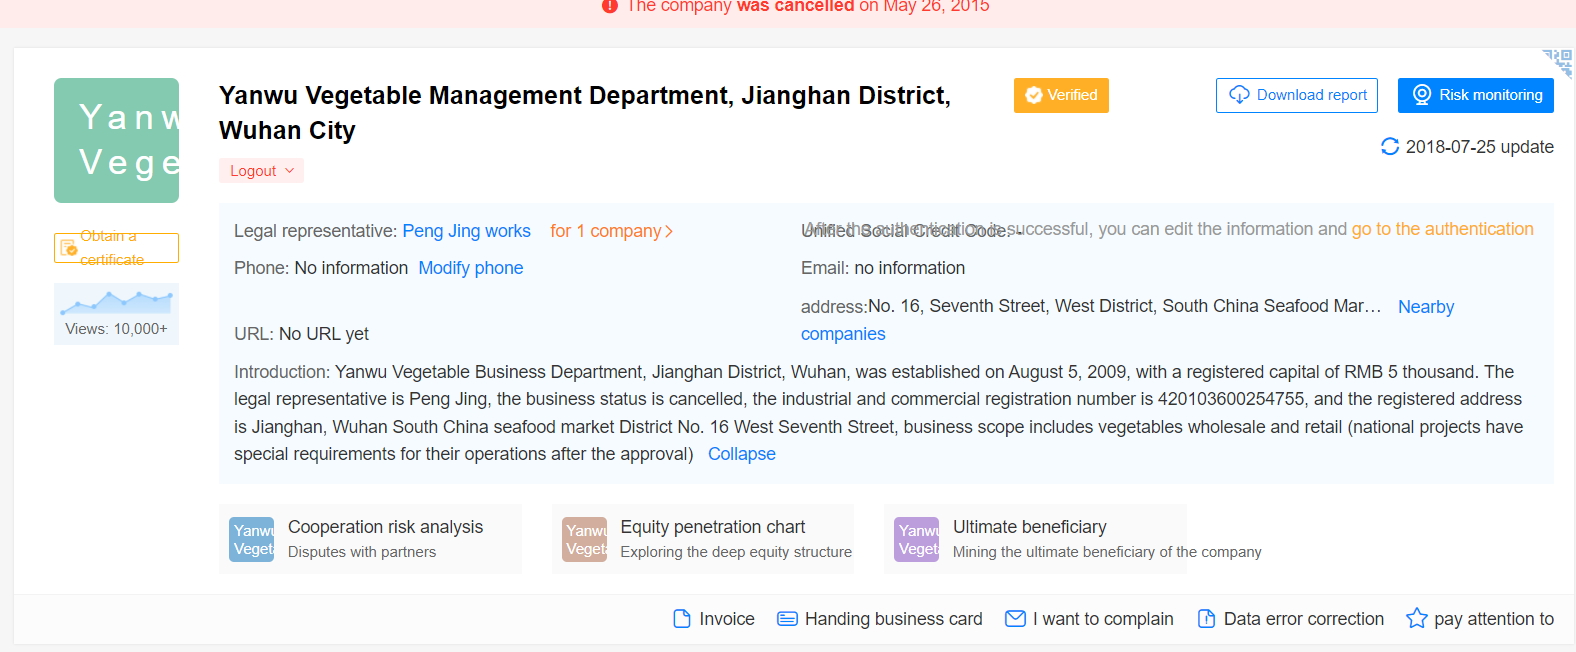 The company was cancelled on May 26, 2015
Yanw
Vege
Yanwu Vegetable Management Department, Jianghan District,
Wuhan City
Verified
Download report
Risk monitoring
2018-07-25 update
Logout
Obtain a
certificate
Views: 10,000+
Legal representative: Peng Jing works for 1 company
Unified Social Credit Code: -
After the authentication is successful, you can edit the information and go to the authentication
Phone: No information Modify phone
Email: no information
address:No. 16, Seventh Street, West District, South China Seafood Mar... Nearby
companies
URL: No URL yet
Introduction: Yanwu Vegetable Business Department, Jianghan District, Wuhan, was established on August 5, 2009, with a registered capital of RMB 5 thousand. The
legal representative is Peng Jing, the business status is cancelled, the industrial and commercial registration number is 420103600254755, and the registered address
is Jianghan, Wuhan South China seafood market District No. 16 West Seventh Street, business scope includes vegetables wholesale and retail (national projects have
special requirements for their operations after the approval) Collapse
Yanwu
Vegeta
Cooperation risk analysis
Disputes with partners
Yanwu
Vegeta
Equity penetration chart
Exploring the deep equity structure
Yanwu
Vegeta
Ultimate beneficiary
Mining the ultimate beneficiary of the company
Invoice
Handing business card
I want to complain
Data error correction
pay attention to